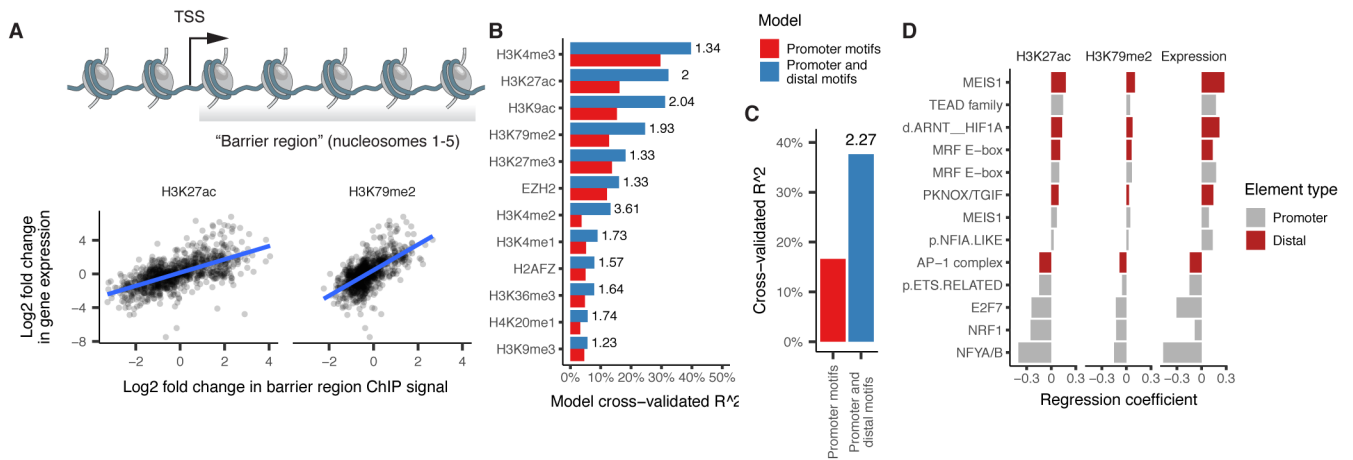 A
TSS
“Barrier region” (nucleosomes 1-5)
H3K27ac
H3K79me2
Log2 fold change
in gene expression
4
0
−4
−8
−2
0
2
4
−2
0
2
4
Log2 fold change in barrier region ChIP signal
B
H3K4me3
1.34
H3K27ac
2
H3K9ac
2.04
H3K79me2
1.93
H3K27me3
1.33
EZH2
1.33
H3K4me2
3.61
H3K4me1
1.73
H2AFZ
1.57
H3K36me3
1.64
H4K20me1
1.74
H3K9me3
1.23
0%
10%
20%
30%
40%
50%
Model cross−validated R^2
Model
Promoter motifs
Promoter and
distal motifs
C
2.27
Cross−validated R^2
40%
30%
20%
10%
0%
Promoter motifs
Promoter and
distal motifs
D
H3K27ac
H3K79me2
Expression
MEIS1
TEAD family
d.ARNT__HIF1A
MRF E−box
MRF E−box
PKNOX/TGIF
MEIS1
p.NFIA.LIKE
AP−1 complex
p.ETS.RELATED
E2F7
NRF1
NFYA/B
−0.3
0
0.3
−0.3
0
0.3
−0.3
0
0.3
Regression coefficient
Element type
Promoter
Distal